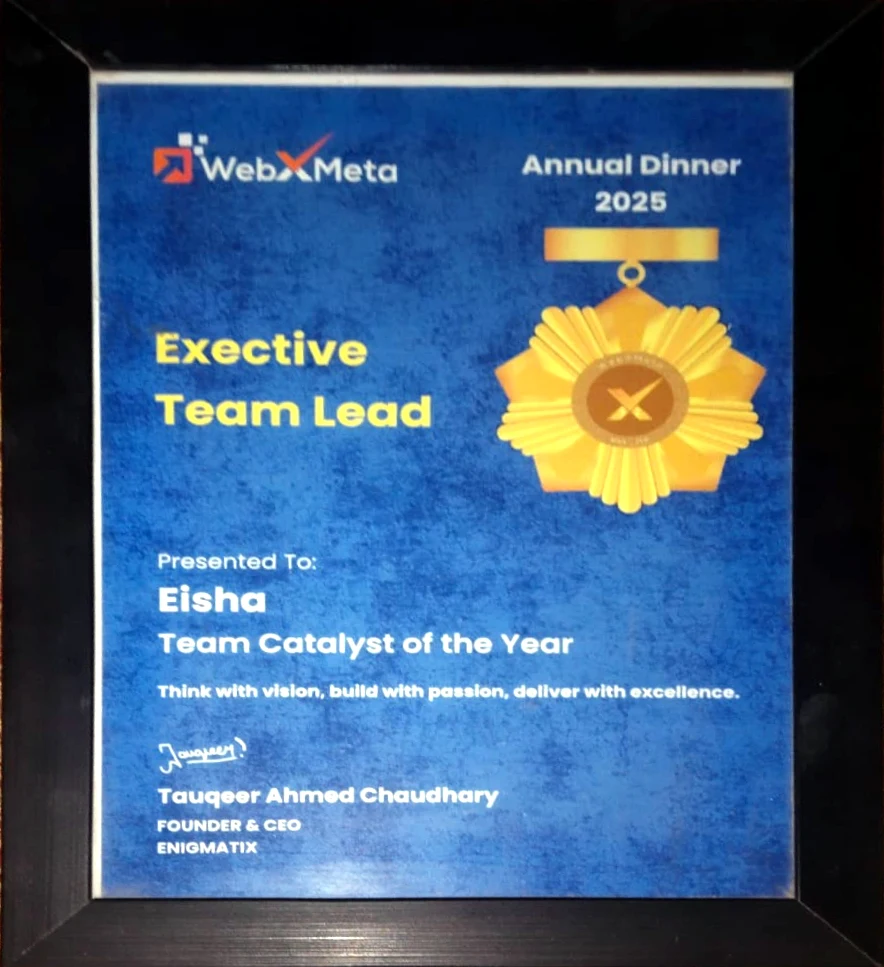 WebXMeta
Annual Dinner
2025
Exective
Team Lead
Presented To:
Eisha
Team Catalyst of the Year
Think with vision, build with passion, deliver with excellence.
Tauqeer
Tauqeer Ahmed Chaudhary
FOUNDER & CEO
ENIGMATIX